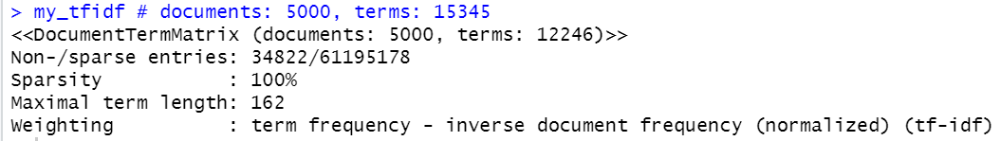 > my_tfidf # documents: 5000, terms: 15345
<<DocumentTermMatrix (documents: 5000, terms: 12246)>>
Non-/sparse entries: 34822/61195178
Sparsity           : 100%
Maximal term length: 162
Weighting          : term frequency - inverse document frequency (normalized) (tf-idf)